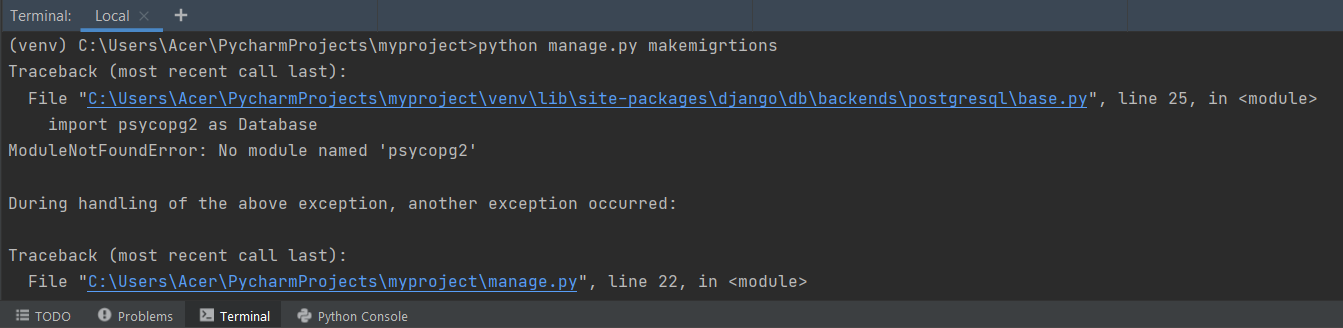 Terminal: Local × +
(venv) C:\Users\Acer\PycharmProjects\myproject>python manage.py makemigrtions
Traceback (most recent call last):
  File "C:\Users\Acer\PycharmProjects\myproject\venv\lib\site-packages\django\db\backends\postgresql\base.py", line 25, in <module>
    import psycopg2 as Database
ModuleNotFoundError: No module named 'psycopg2'

During handling of the above exception, another exception occurred:

Traceback (most recent call last):
  File "C:\Users\Acer\PycharmProjects\myproject\manage.py", line 22, in <module>
TODO Problems Terminal Python Console